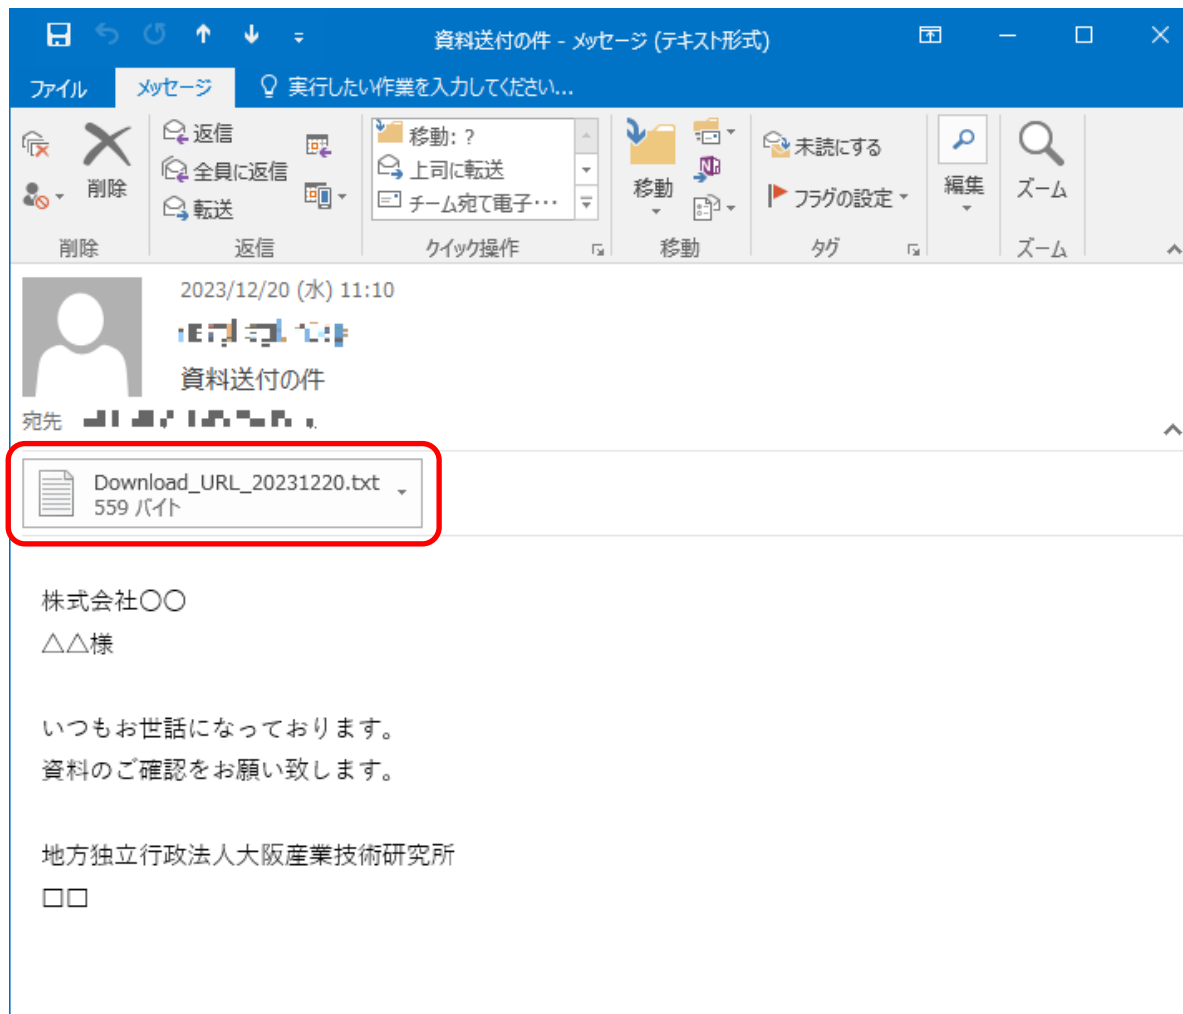 資料送付の件 - メッセージ (テキスト形式)
ファイル
メッセージ
実行したい作業を入力してください...
削除
返信
全員に返信
転送
移動: ?
上司に転送
チーム宛て電子…
移動
未読にする
フラグの設定
編集
ズーム
削除
返信
クイック操作
移動
タグ
ズーム
2023/12/20 (水) 11:10
資料送付の件
宛先
Download_URL_20231220.txt
559 バイト
株式会社〇〇
△△様
いつもお世話になっております。
資料のご確認をお願い致します。
地方独立行政法人大阪産業技術研究所
□□